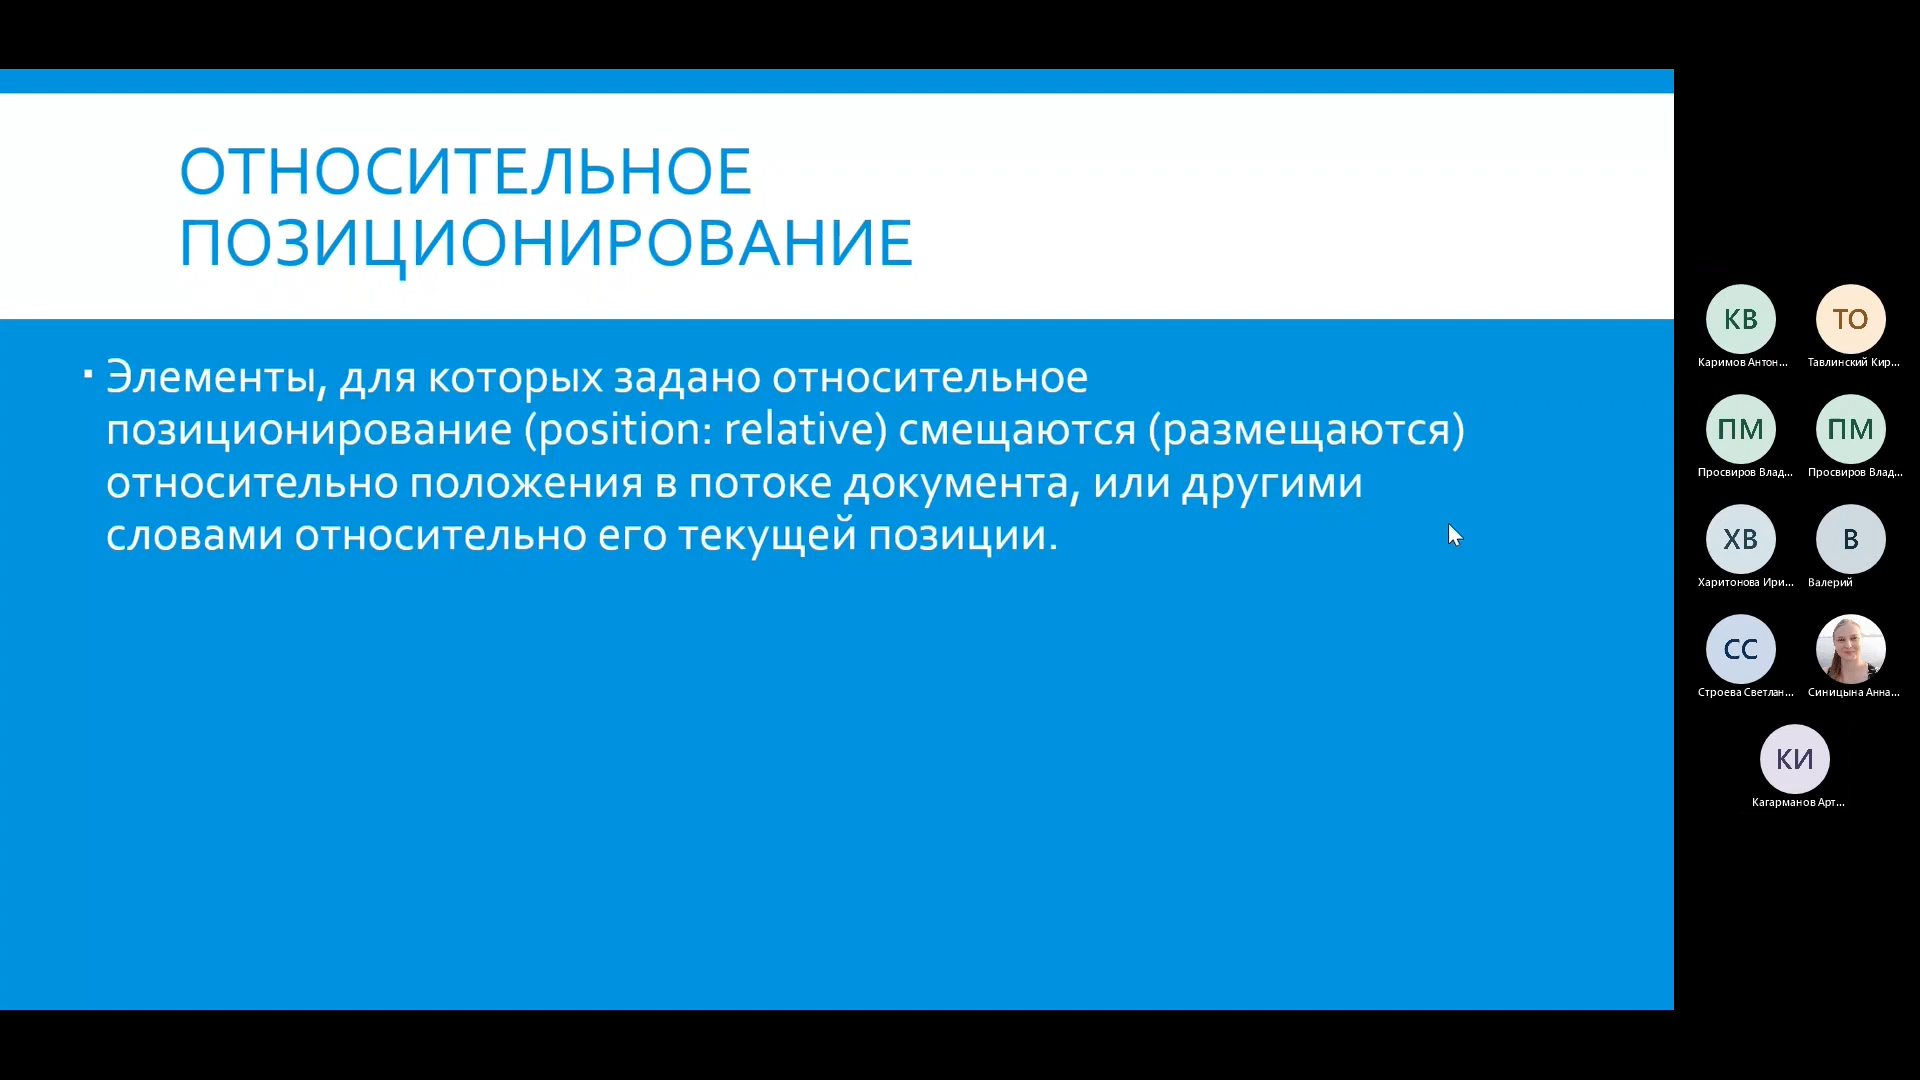 ОТНОСИТЕЛЬНОЕ
ПОЗИЦИОНИРОВАНИЕ
▪ Элементы, для которых задано относительное
позиционирование (position: relative) смещаются (размещаются)
относительно положения в потоке документа, или другими
словами относительно его текущей позиции.
КВ ТО
Каримов Антон... Тавлинский Кир...
ПМ ПМ
Просвиров Влад... Просвиров Влад...
ХВ В
Харитонова Ири... Валерий
СС
Строева Светлан... Синицына Анна...
КИ
Кагарманов Арт...